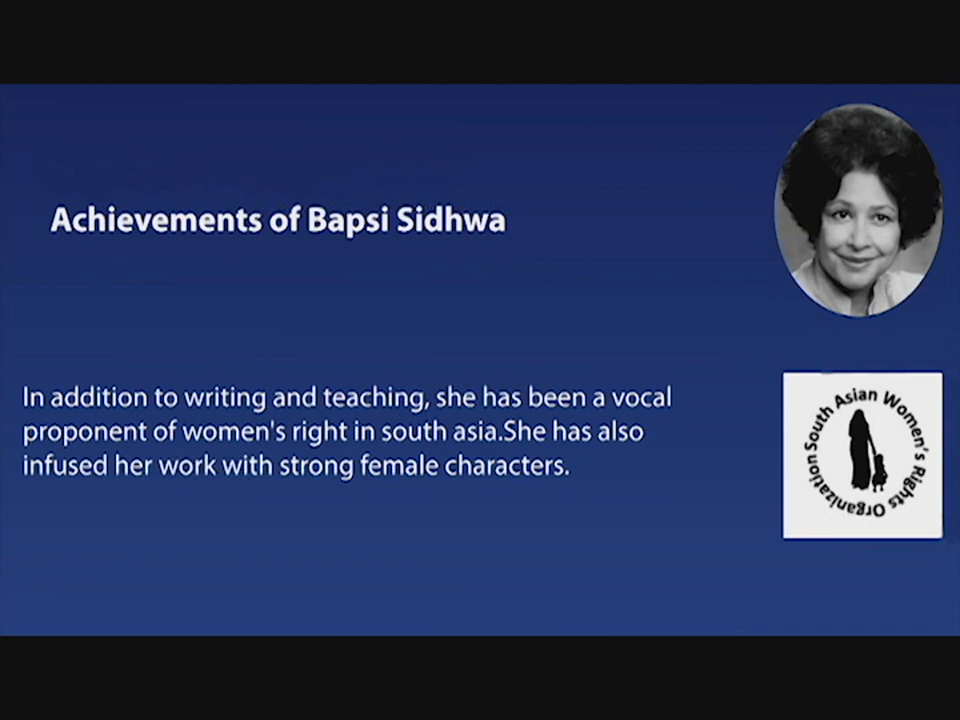 Achievements of Bapsi Sidhwa
In addition to writing and teaching, she has been a vocal
proponent of women's right in south asia.She has also
infused her work with strong female characters.
South Asian Women's Rights Organization